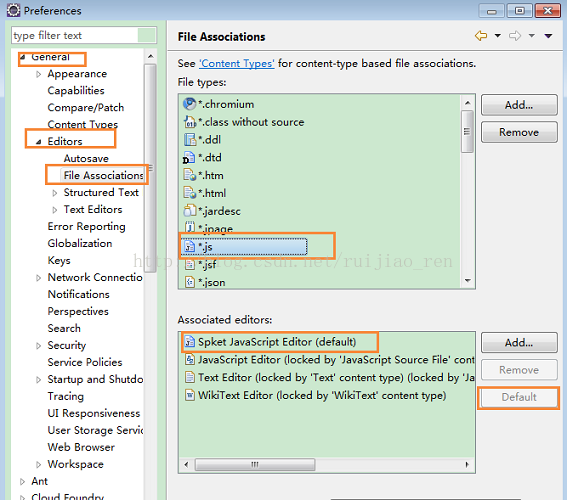 Preferences
type filter text
General
Appearance
Capabilities
Compare/Patch
Content Types
Editors
Autosave
File Associations
Structured Text
Text Editors
Error Reporting
Globalization
Keys
Network Connectio
Notifications
Perspectives
Search
Security
Service Policies
Startup and Shutdo
Tracing
UI Responsiveness
User Storage Servic
Web Browser
Workspace
Ant
Cloud Foundry
File Associations
See 'Content Types' for content-type based file associations.
File types:
*.chromium
*.class without source
*.ddl
*.dtd
*.htm
*.html
*.jardesc
*.jpage
*.js
*.jsf
*.json
Add...
Remove
Associated editors:
Spket JavaScript Editor (default)
JavaScript Editor (locked by 'JavaScript Source File' cont
Text Editor (locked by 'Text' content type) (locked by 'Ja
WikiText Editor (locked by 'WikiText' content type)
Add...
Remove
Default